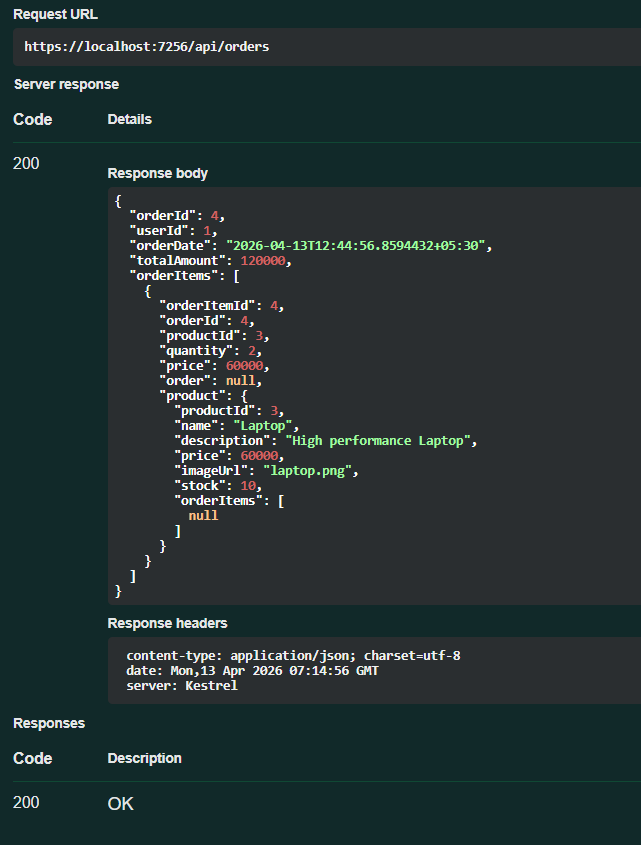 Request URL
https://localhost:7256/api/orders
Server response
Code Details
200
Response body
{
  "orderId": 4,
  "userId": 1,
  "orderDate": "2026-04-13T12:44:56.8594432+05:30",
  "totalAmount": 120000,
  "orderItems": [
    {
      "orderItemId": 4,
      "orderId": 4,
      "productId": 3,
      "quantity": 2,
      "price": 60000,
      "order": null,
      "product": {
        "productId": 3,
        "name": "Laptop",
        "description": "High performance Laptop",
        "price": 60000,
        "imageUrl": "laptop.png",
        "stock": 10,
        "orderItems": [
          null
        ]
      }
    }
  ]
}
Response headers
content-type: application/json; charset=utf-8
date: Mon,13 Apr 2026 07:14:56 GMT
server: Kestrel
Responses
Code Description
200 OK